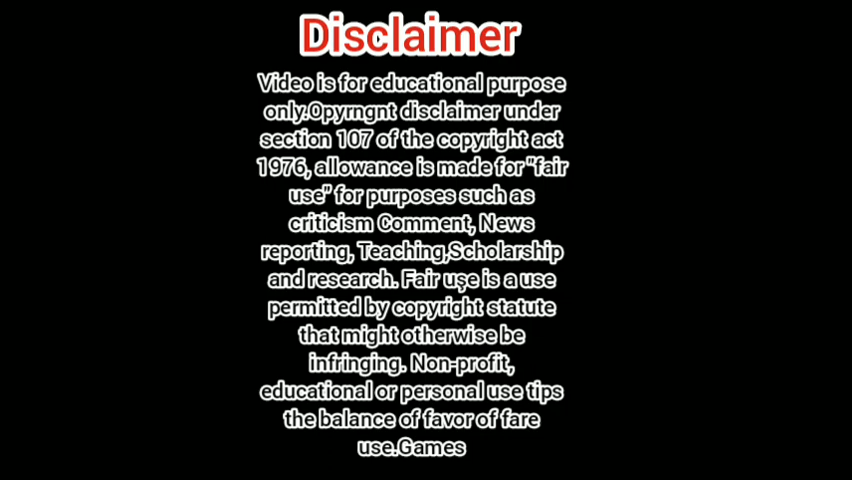 Disclaimer
Video is for educational purpose
only.Opyrngnt disclaimer under
section 107 of the copyright act
1976, allowance is made for "fair
use" for purposes such as
criticism Comment, News
reporting, Teaching,Scholarship
and research. Fair uşe is a use
permitted by copyright statute
that might otherwise be
infringing. Non-profit,
educational or personal use tips
the balance of favor of fare
use.Games